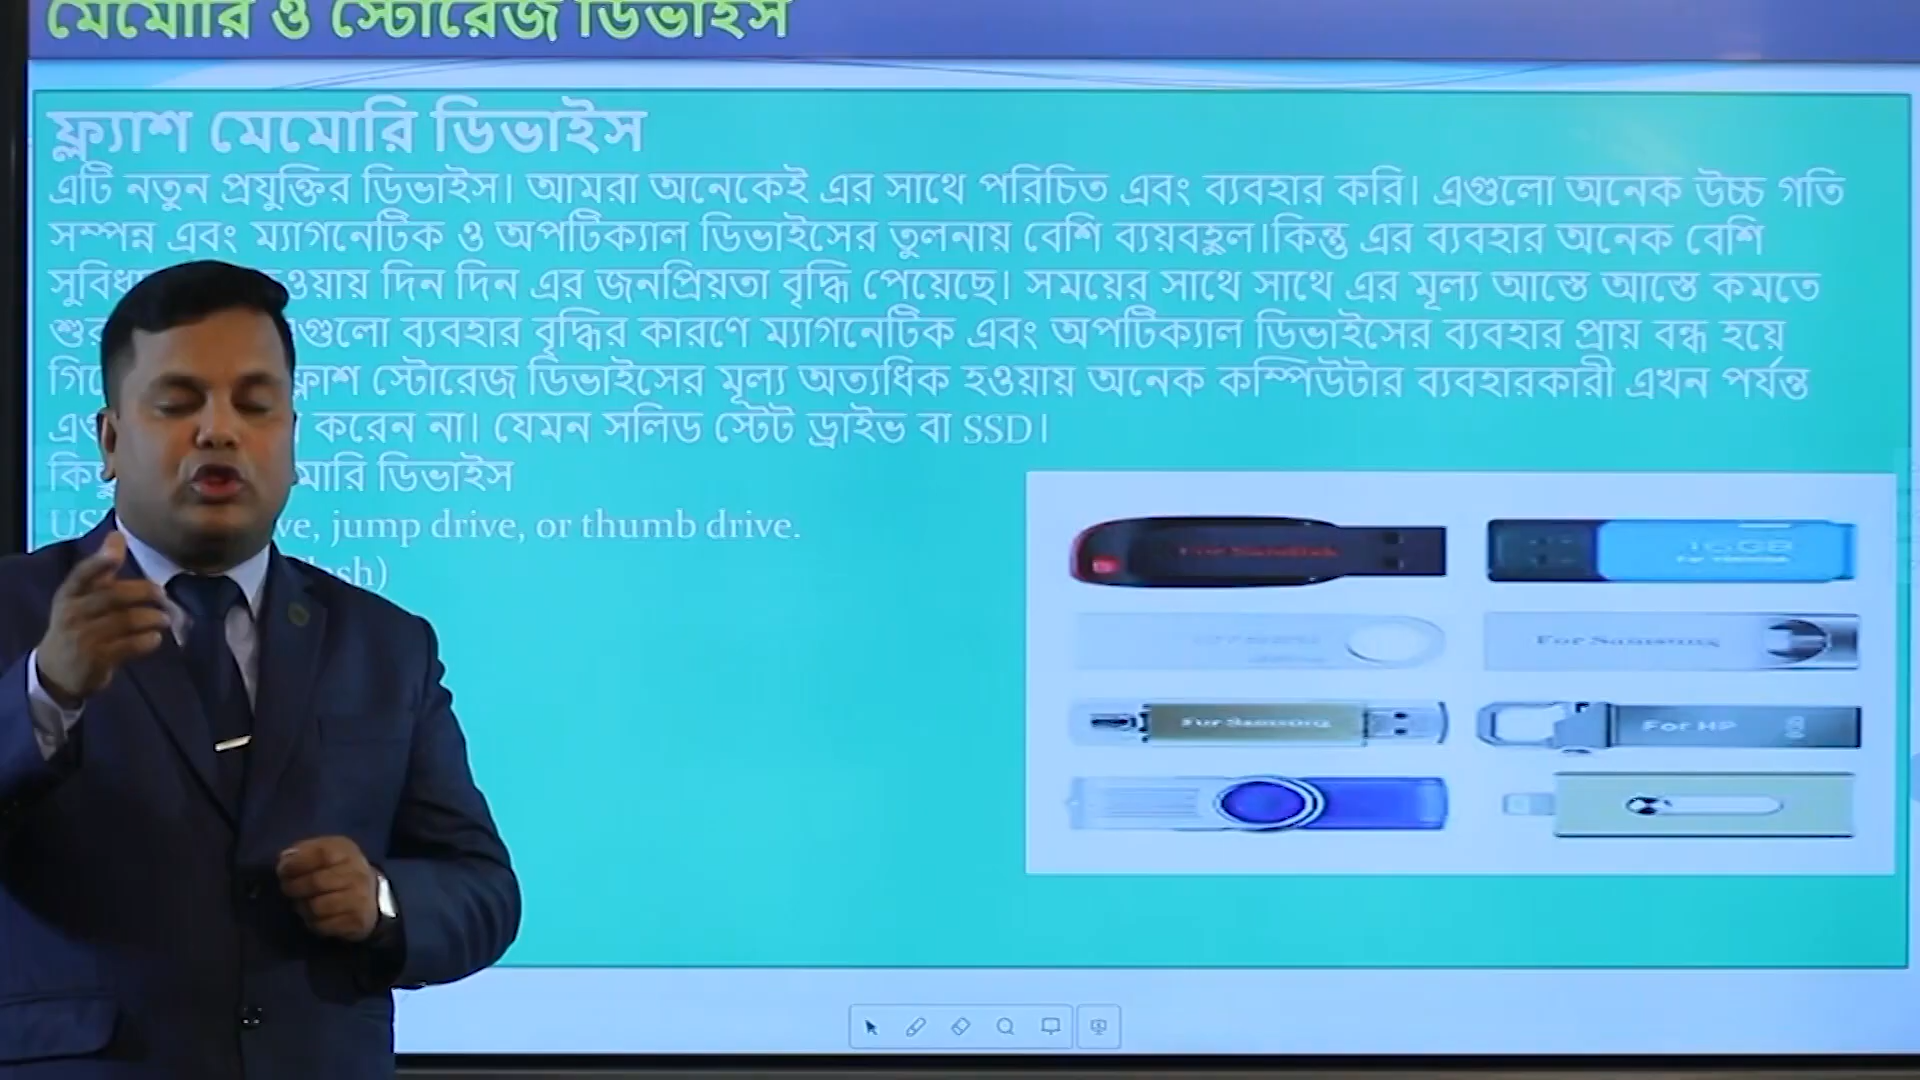 মেমোরি ও স্টোরেজ ডিভাইস
ফ্ল্যাশ মেমোরি ডিভাইস
এটি নতুন প্রযুক্তির ডিভাইস। আমরা অনেকেই এর সাথে পরিচিত এবং ব্যবহার করি। এগুলো অনেক উচ্চ গতি
সম্পন্ন এবং ম্যাগনেটিক ও অপটিক্যাল ডিভাইসের তুলনায় বেশি ব্যয়বহুল।কিন্তু এর ব্যবহার অনেক বেশি
দিন দিন এর জনপ্রিয়তা বৃদ্ধি পেয়েছে। সময়ের সাথে সাথে এর মূল্য আস্তে আস্তে কমতে
ব্যবহার বৃদ্ধির কারণে ম্যাগনেটিক এবং অপটিক্যাল ডিভাইসের ব্যবহার প্রায় বন্ধ হয়ে
স্টোরেজ ডিভাইসের মূল্য অত্যধিক হওয়ায় অনেক কম্পিউটার ব্যবহারকারী এখন পর্যন্ত
করেন না। যেমন সলিড স্টেট ড্রাইভ বা SSD।
ডিভাইস
jump drive, or thumb drive.
For SanDisk
16GB
For Samsung
For Samsung
For HP